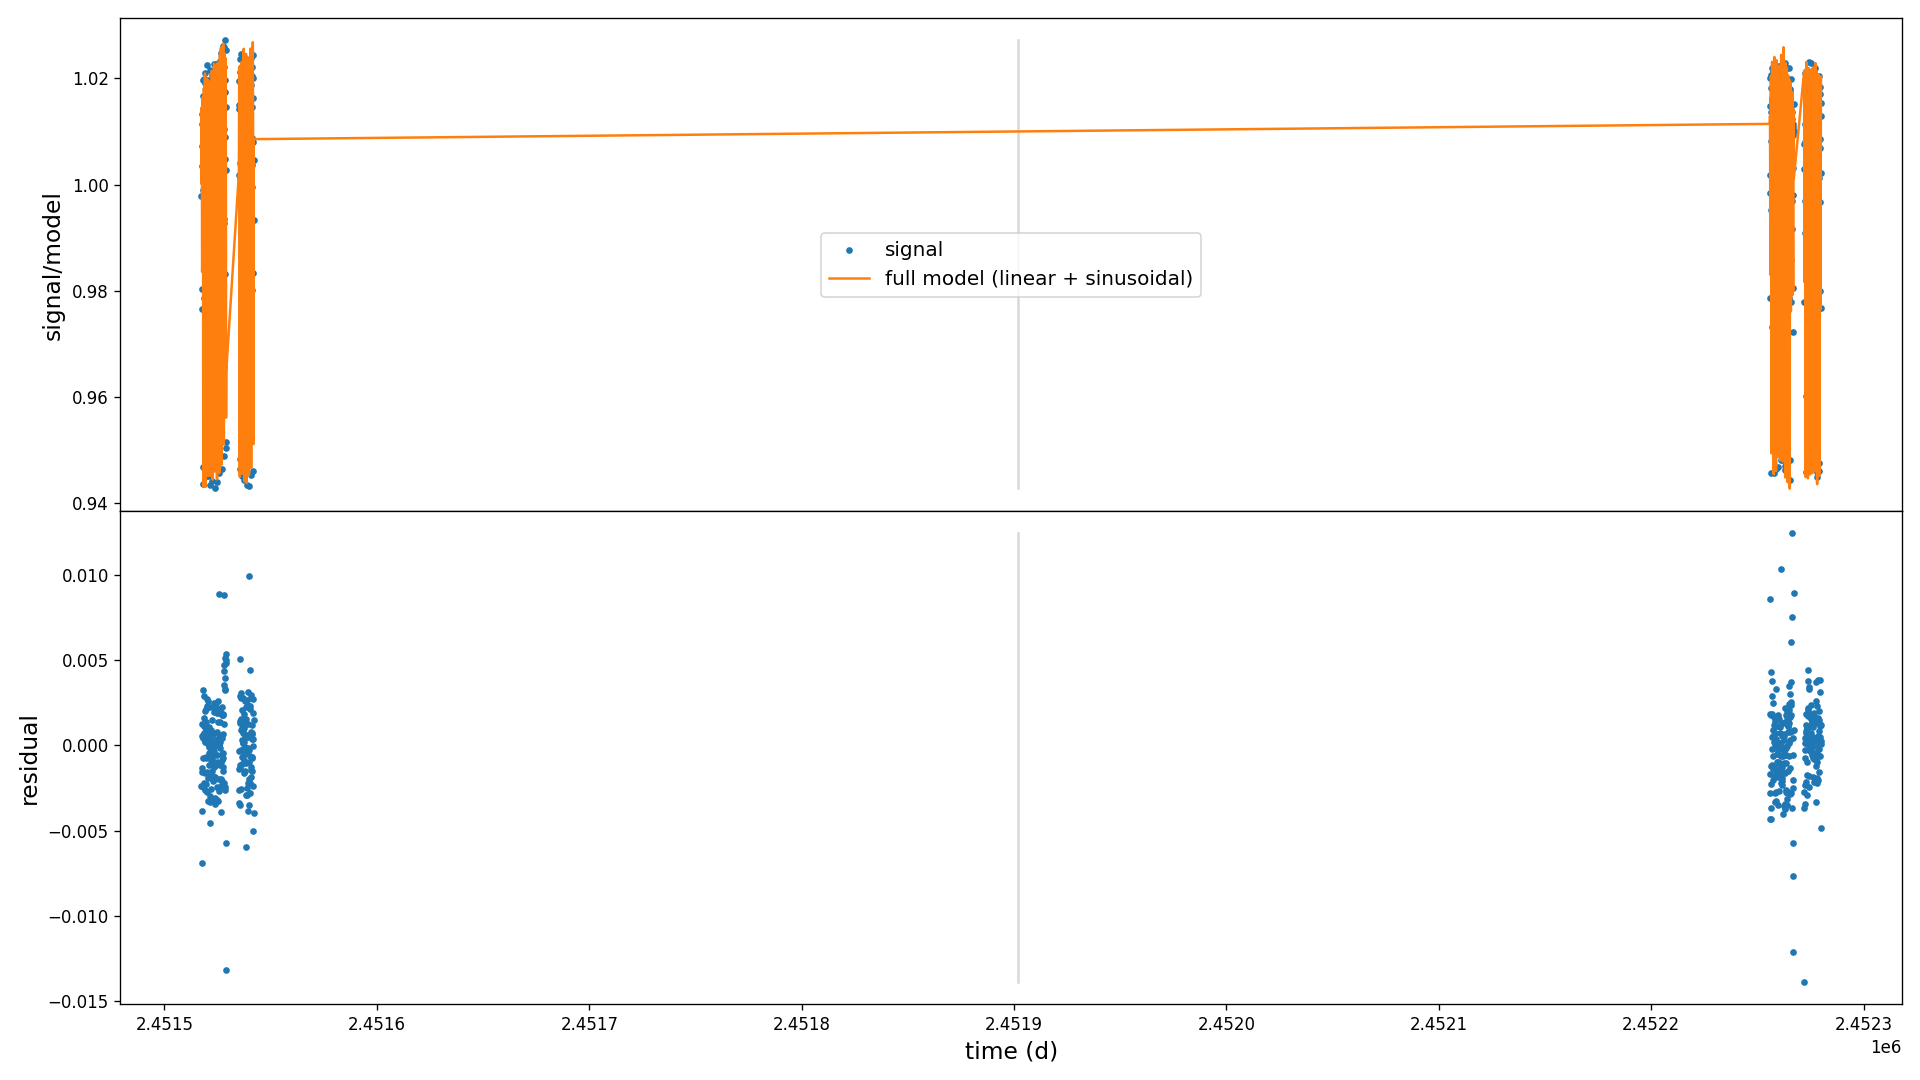 1.02
1.00
0.98
0.96
0.94
signal/model
signal
full model (linear + sinusoidal)
0.010
0.005
0.000
−0.005
−0.010
−0.015
residual
2.4515 2.4516 2.4517 2.4518 2.4519 2.4520 2.4521 2.4522 2.4523
1e6
time (d)